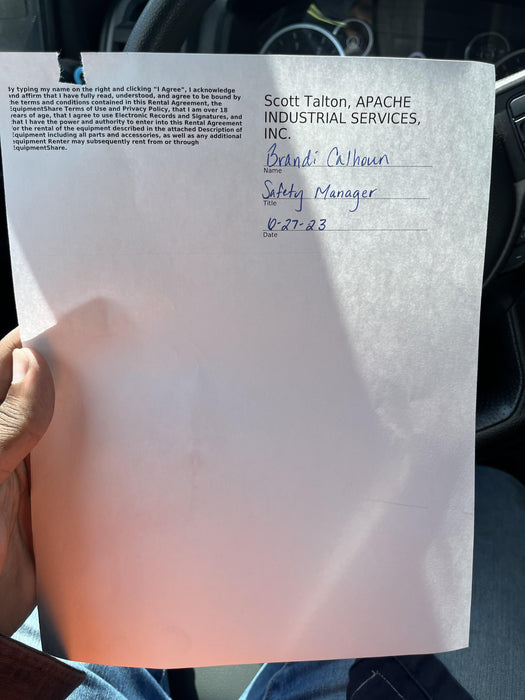 By typing my name on the right and clicking "I Agree", I acknowledge
and affirm that I have fully read, understood, and agree to be bound by
the terms and conditions contained in this Rental Agreement, the
EquipmentShare Terms of Use and Privacy Policy, that I am over 18
years of age, that I agree to use Electronic Records and Signatures, and
that I have the power and authority to enter into this Rental Agreement
for the rental of the equipment described in the attached Description of
Equipment including all parts and accessories, as well as any additional
Equipment Renter may subsequently rent from or through
EquipmentShare.
Scott Talton, APACHE
INDUSTRIAL SERVICES,
INC.
Brandi Calhoun
Name
Safety Manager
Title
10-27-23
Date